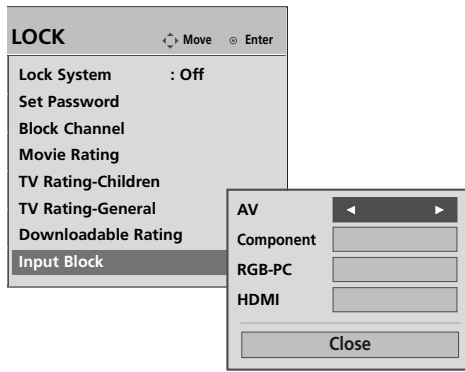 LOCK Move Enter
Lock System : Off
Set Password
Block Channel
Movie Rating
TV Rating-Children
TV Rating-General
Downloadable Rating
Input Block
AV
Component
RGB-PC
HDMI
Close